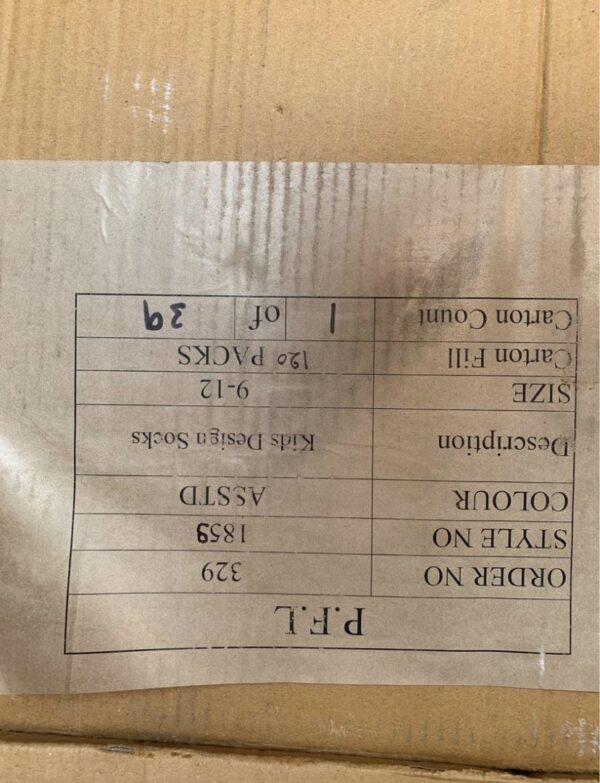 P.F.L
ORDER NO 329
STYLE NO 1859
COLOUR ASSTD
Description Kids Design Socks
SIZE 9-12
Carton Fill 120 PACKS
Carton Count 1 of 39